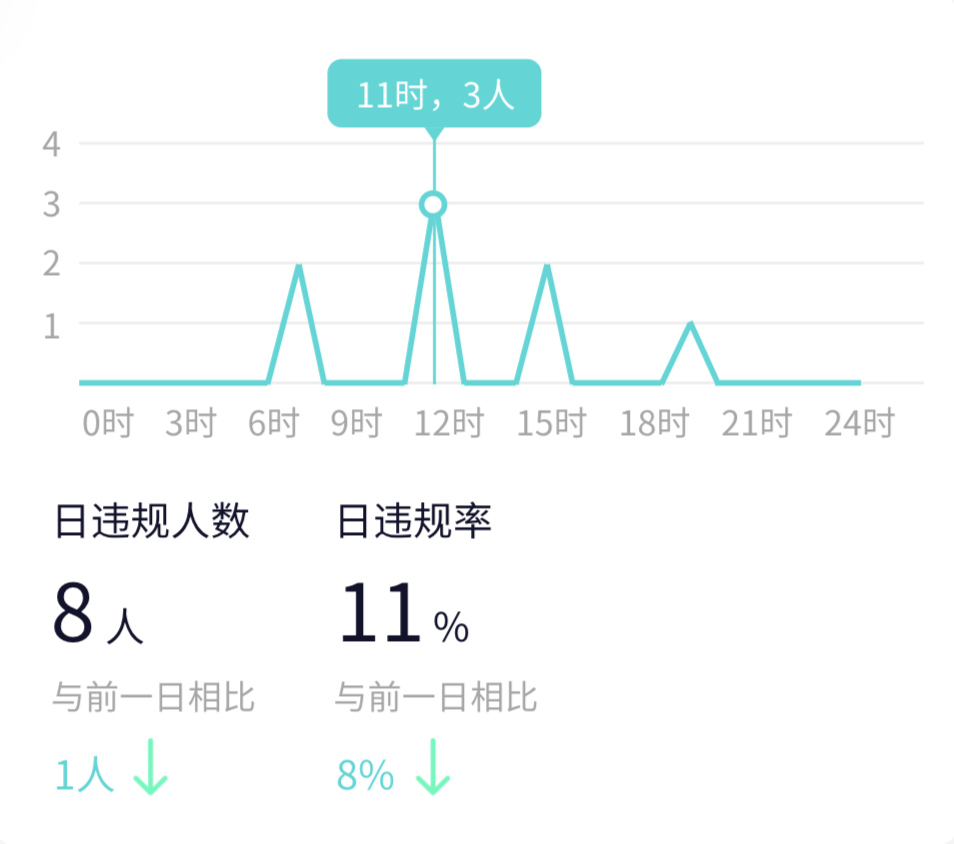 11时，3人
4
3
2
1
0时 3时 6时 9时 12时 15时 18时 21时 24时
日违规人数 日违规率
8 人 11 %
与前一日相比 与前一日相比
1人 8%